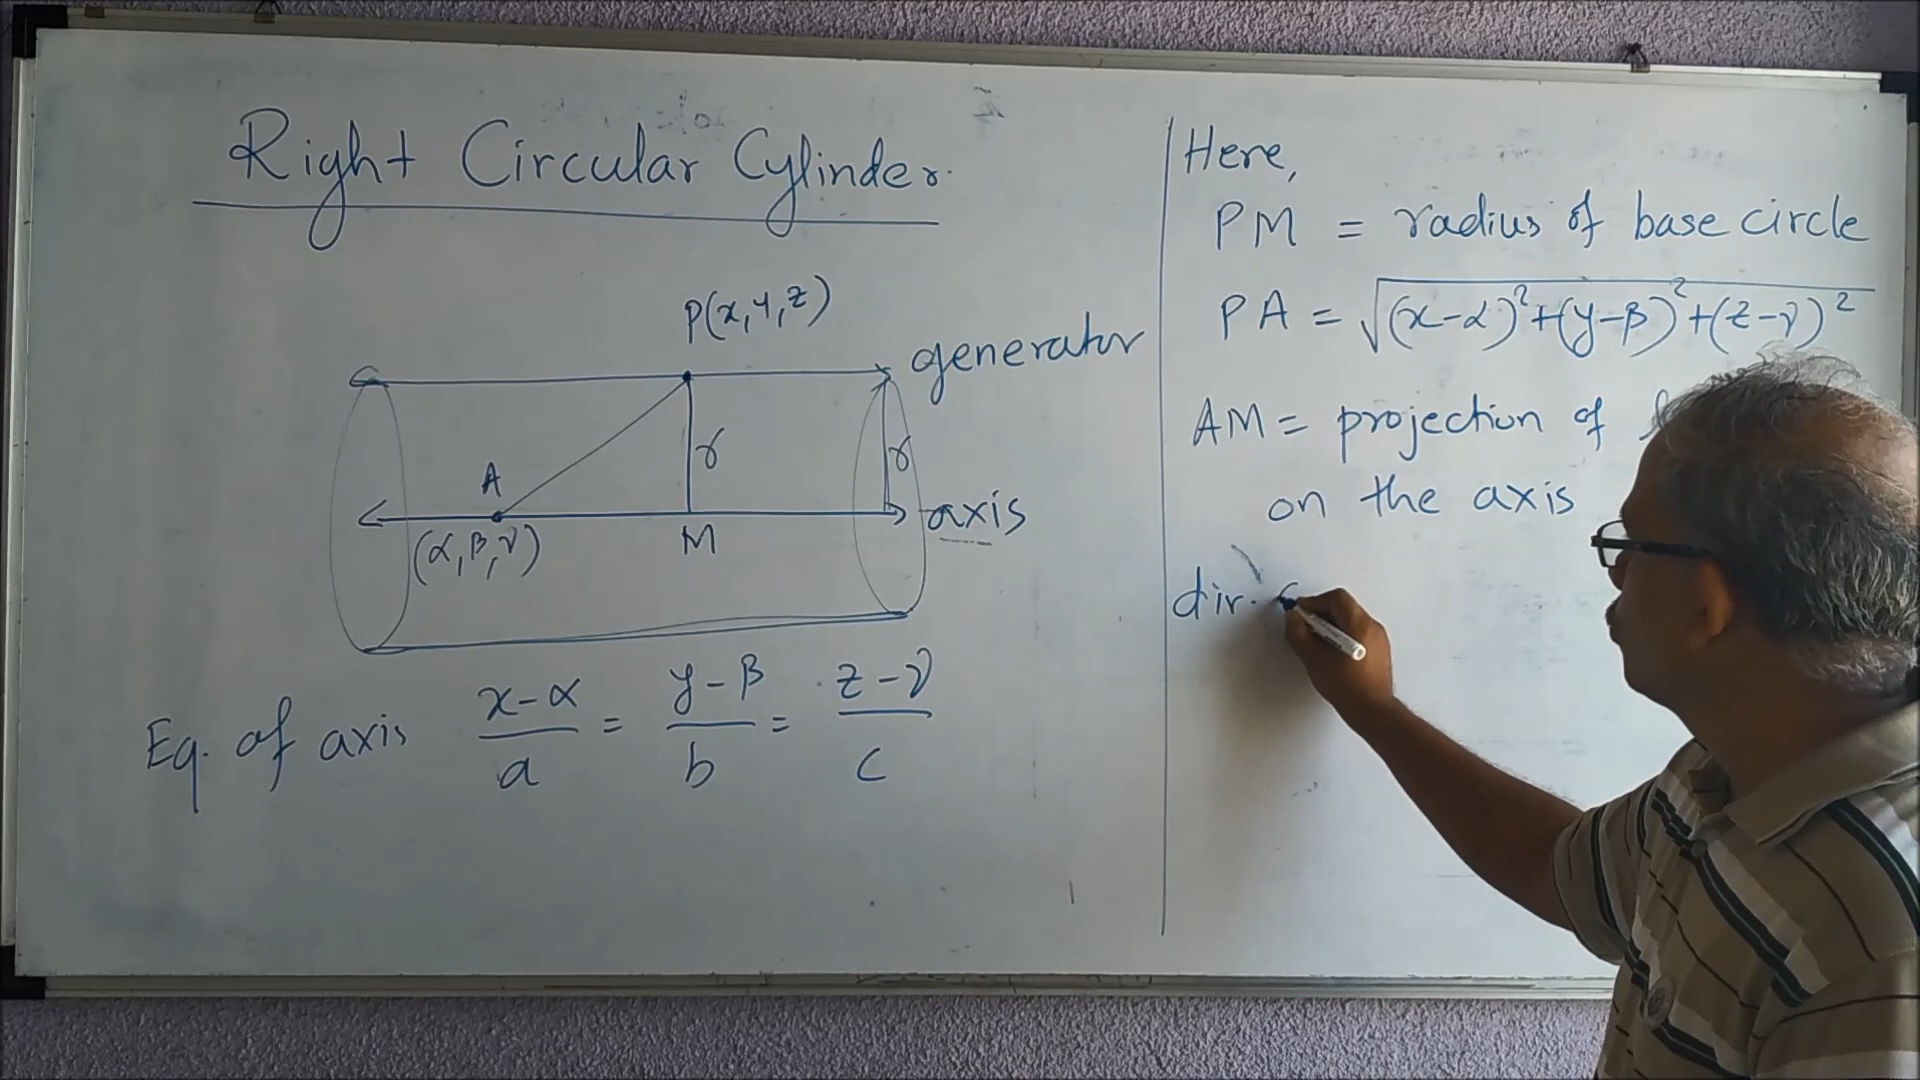 Right Circular Cylinder.
P(x,y,z)
generator
r
r
A
axis
(α,β,γ)
M
Eq. of axis x-α/a = y-β/b = z-γ/c
Here,
PM = radius of base circle
PA = √(x-α)²+(y-β)²+(z-γ)²
AM = projection of
on the axis
dir.